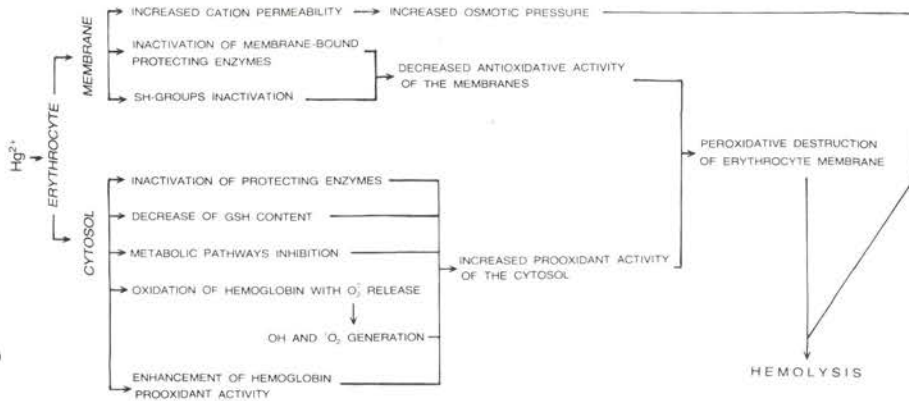 Hg²⁺
ERYTHROCYTE
MEMBRANE
INCREASED CATION PERMEABILITY
INCREASED OSMOTIC PRESSURE
INACTIVATION OF MEMBRANE-BOUND
PROTECTING ENZYMES
SH-GROUPS INACTIVATION
DECREASED ANTIOXIDATIVE ACTIVITY
OF THE MEMBRANES
CYTOSOL
INACTIVATION OF PROTECTING ENZYMES
DECREASE OF GSH CONTENT
METABOLIC PATHWAYS INHIBITION
OXIDATION OF HEMOGLOBIN WITH O₂⁻ RELEASE
OH AND ¹O₂ GENERATION
ENHANCEMENT OF HEMOGLOBIN
PROOXIDANT ACTIVITY
INCREASED PROOXIDANT ACTIVITY
OF THE CYTOSOL
PEROXIDATIVE DESTRUCTION
OF ERYTHROCYTE MEMBRANE
HEMOLYSIS